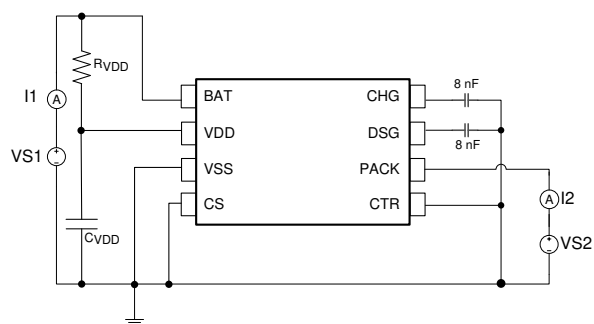 RVDD
I1
A
VS1
CVDD
BAT
VDD
VSS
CS
CHG
DSG
PACK
CTR
8 nF
8 nF
A
I2
VS2